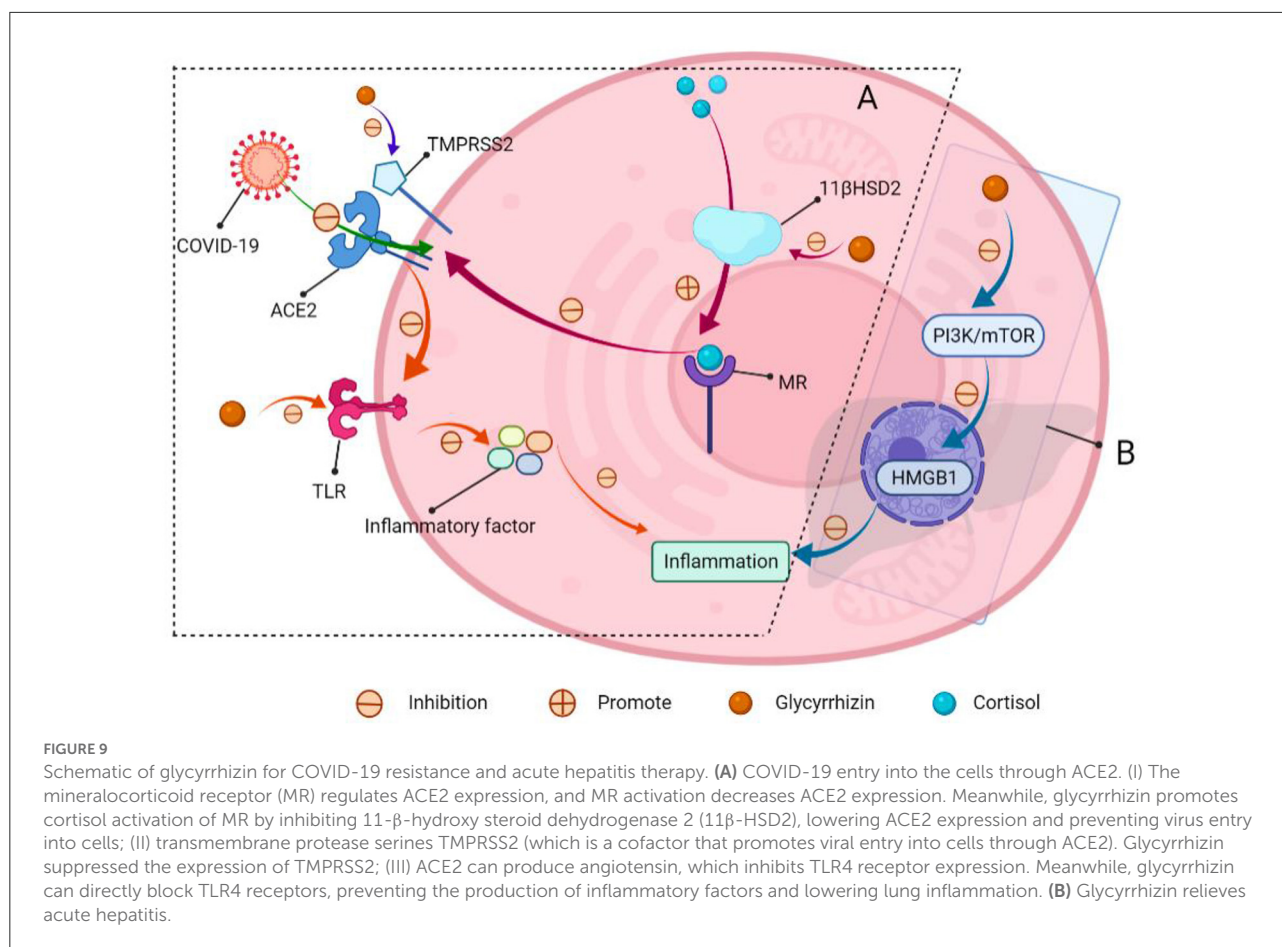 A
TMPRSS2
11βHSD2
COVID-19
ACE2
PI3K/mTOR
MR
B
TLR
HMGB1
Inflammatory factor
Inflammation
Inhibition
Promote
Glycyrrhizin
Cortisol
FIGURE 9
Schematic of glycyrrhizin for COVID-19 resistance and acute hepatitis therapy. (A) COVID-19 entry into the cells through ACE2. (I) The
mineralocorticoid receptor (MR) regulates ACE2 expression, and MR activation decreases ACE2 expression. Meanwhile, glycyrrhizin promotes
cortisol activation of MR by inhibiting 11-β-hydroxy steroid dehydrogenase 2 (11β-HSD2), lowering ACE2 expression and preventing virus entry
into cells; (II) transmembrane protease serines TMPRSS2 (which is a cofactor that promotes viral entry into cells through ACE2). Glycyrrhizin
suppressed the expression of TMPRSS2; (III) ACE2 can produce angiotensin, which inhibits TLR4 receptor expression. Meanwhile, glycyrrhizin
can directly block TLR4 receptors, preventing the production of inflammatory factors and lowering lung inflammation. (B) Glycyrrhizin relieves
acute hepatitis.